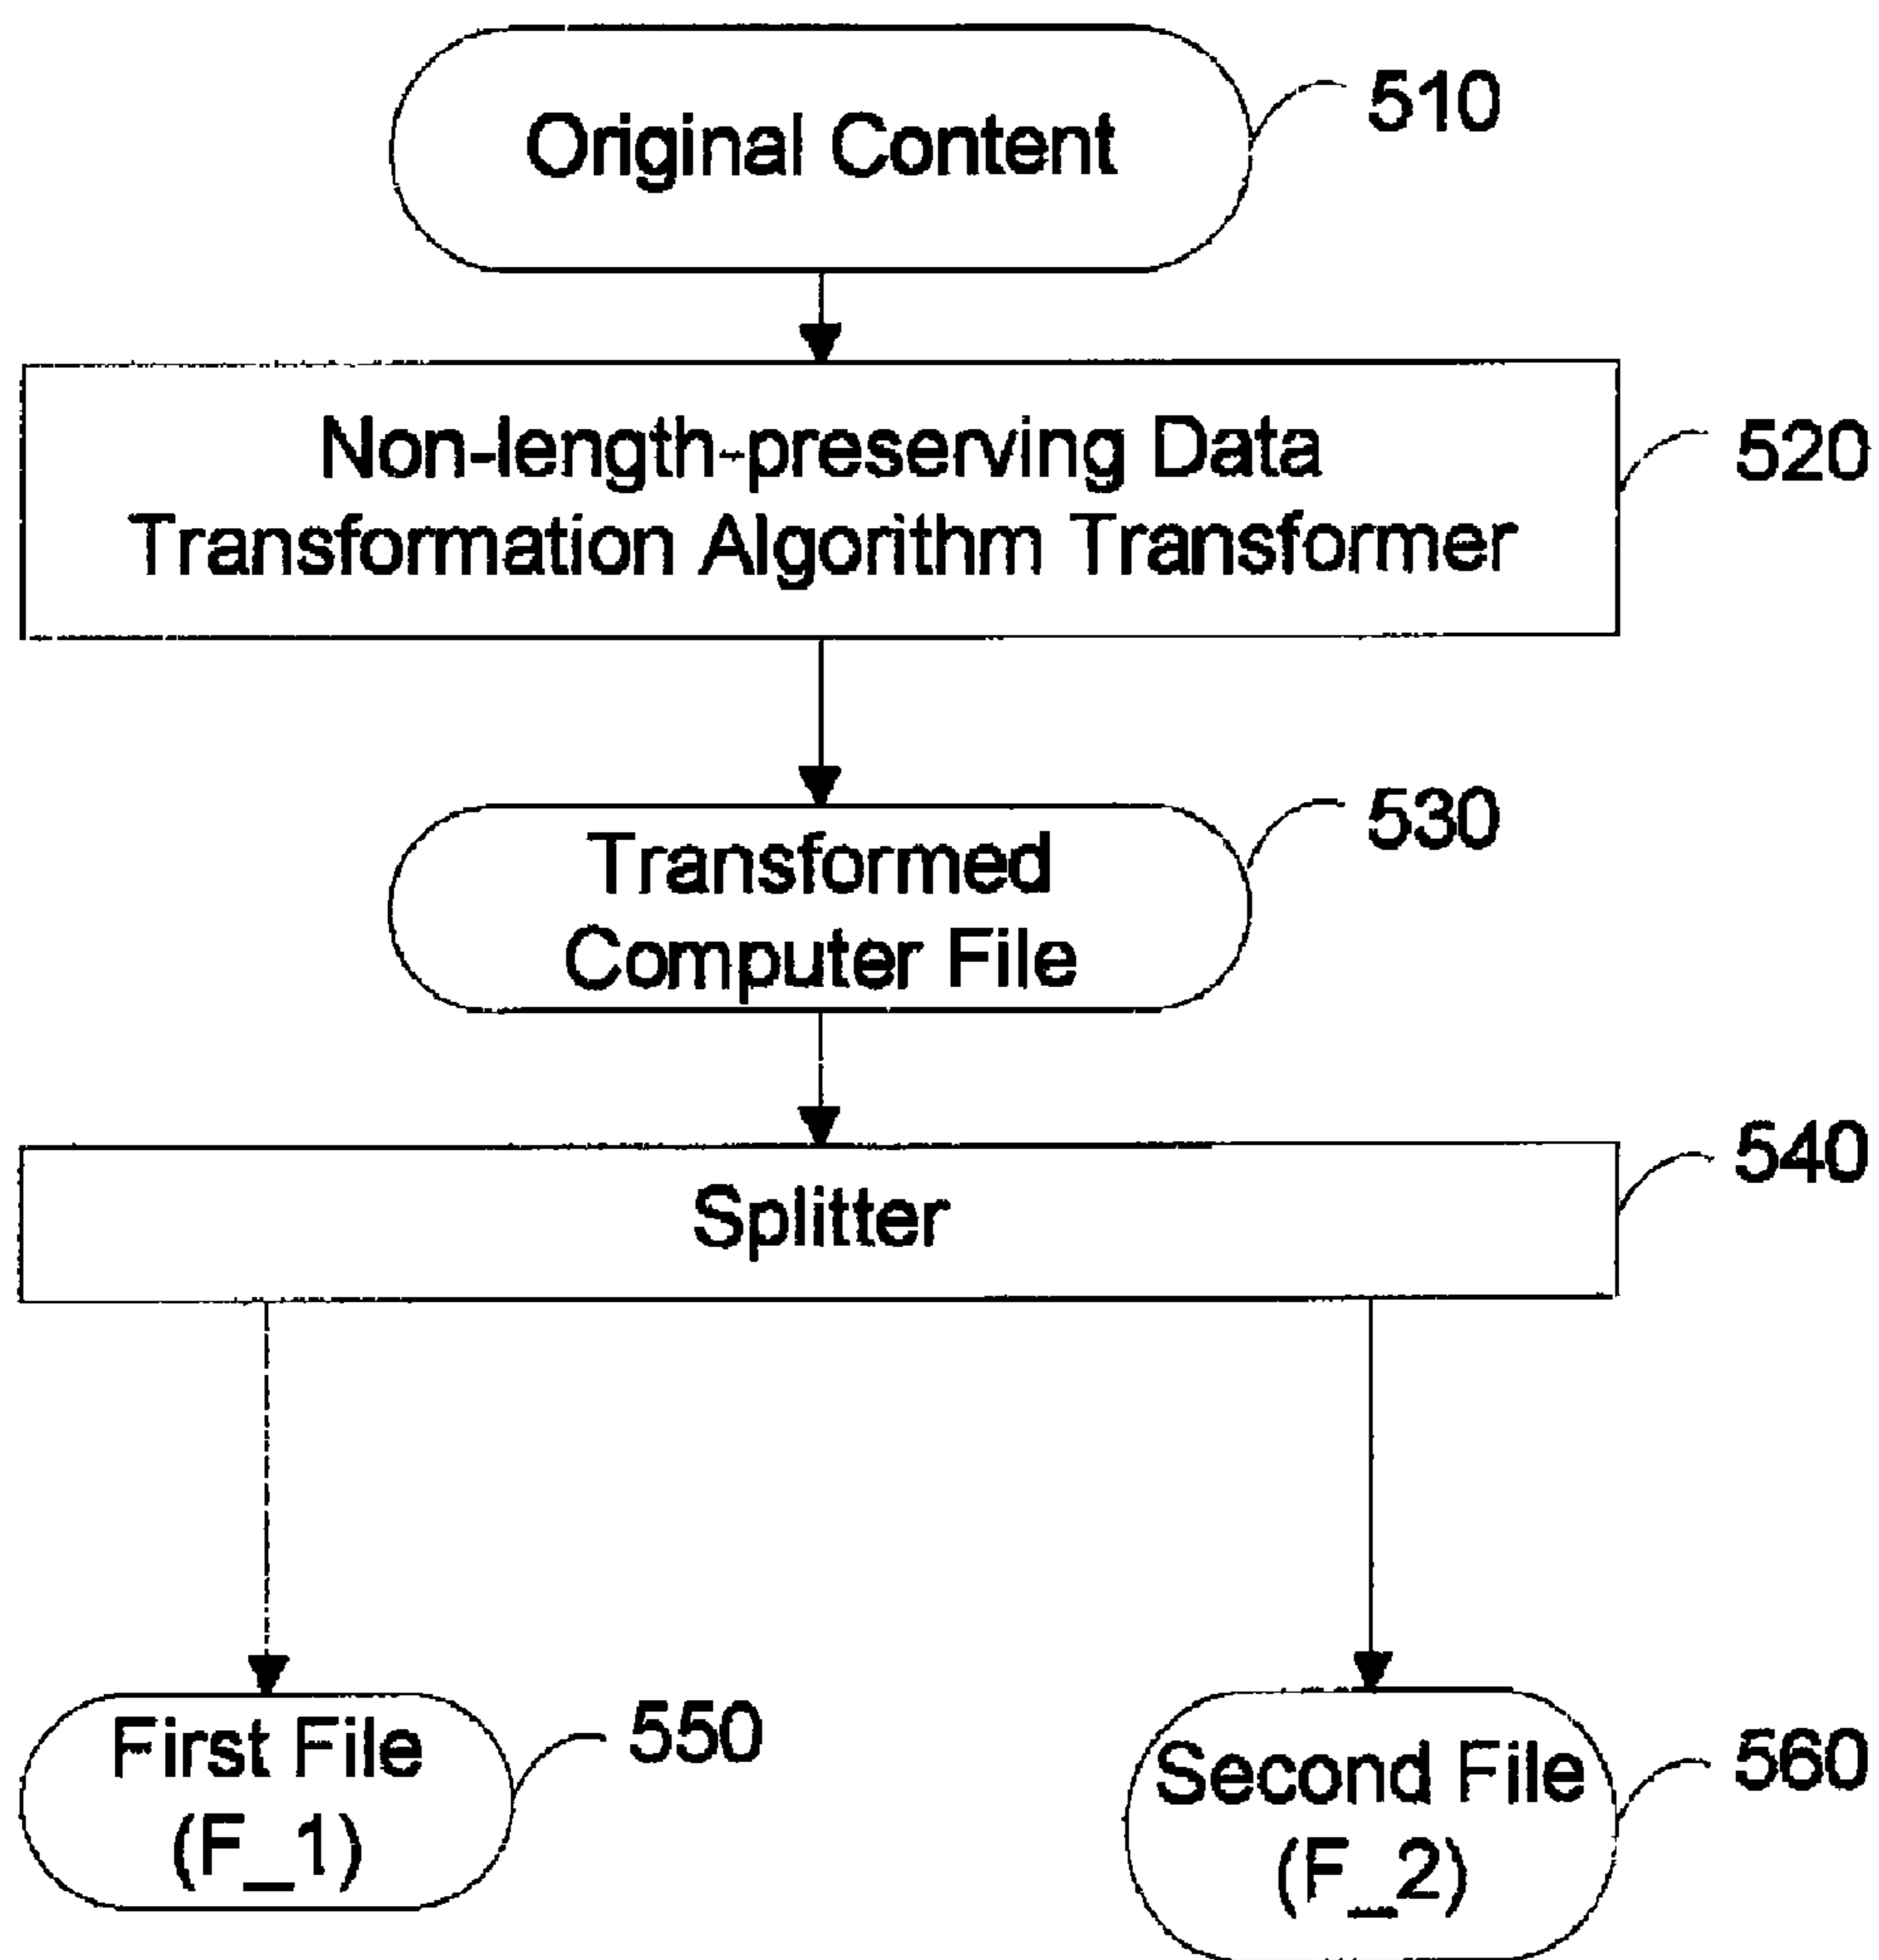 Original Content
510
Non-length-preserving Data
Transformation Algorithm Transformer
520
Transformed
Computer File
530
Splitter
540
First File
(F_1)
550
Second File
(F_2)
560